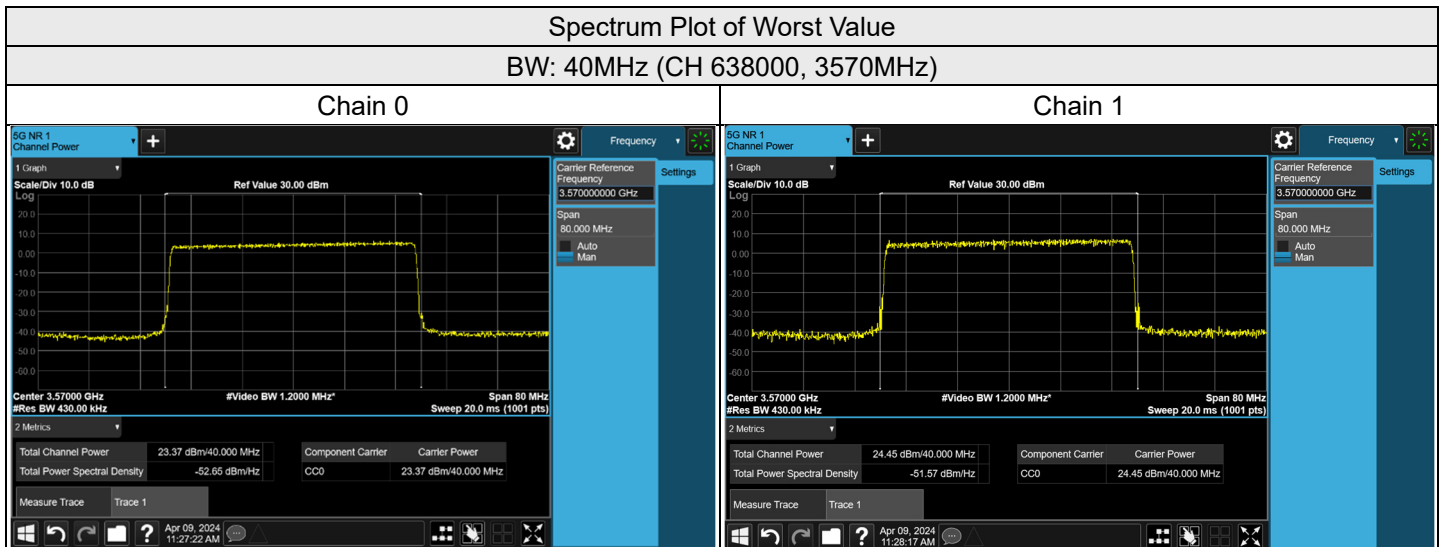 Spectrum Plot of Worst Value
BW: 40MHz (CH 638000, 3570MHz)
Chain 0
Chain 1
5G NR 1
Channel Power
+
Frequency
1 Graph
Scale/Div 10.0 dB
Ref Value 30.00 dBm
Log
20.0
10.0
0.00
-10.0
-20.0
-30.0
-40.0
-50.0
-60.0
Center 3.57000 GHz
#Video BW 1.2000 MHz*
Span 80 MHz
#Res BW 430.00 kHz
Sweep 20.0 ms (1001 pts)
Carrier Reference
Frequency
3.570000000 GHz
Span
80.000 MHz
Auto
Man
Settings
2 Metrics
Total Channel Power 23.37 dBm/40.000 MHz
Total Power Spectral Density -52.65 dBm/Hz
Component Carrier Carrier Power
CC0 23.37 dBm/40.000 MHz
Measure Trace Trace 1
?
Apr 09, 2024
11:27:22 AM
5G NR 1
Channel Power
+
Frequency
1 Graph
Scale/Div 10.0 dB
Ref Value 30.00 dBm
Log
20.0
10.0
0.00
-10.0
-20.0
-30.0
-40.0
-50.0
-60.0
Center 3.57000 GHz
#Video BW 1.2000 MHz*
Span 80 MHz
#Res BW 430.00 kHz
Sweep 20.0 ms (1001 pts)
Carrier Reference
Frequency
3.570000000 GHz
Span
80.000 MHz
Auto
Man
Settings
2 Metrics
Total Channel Power 24.45 dBm/40.000 MHz
Total Power Spectral Density -51.57 dBm/Hz
Component Carrier Carrier Power
CC0 24.45 dBm/40.000 MHz
Measure Trace Trace 1
?
Apr 09, 2024
11:28:17 AM